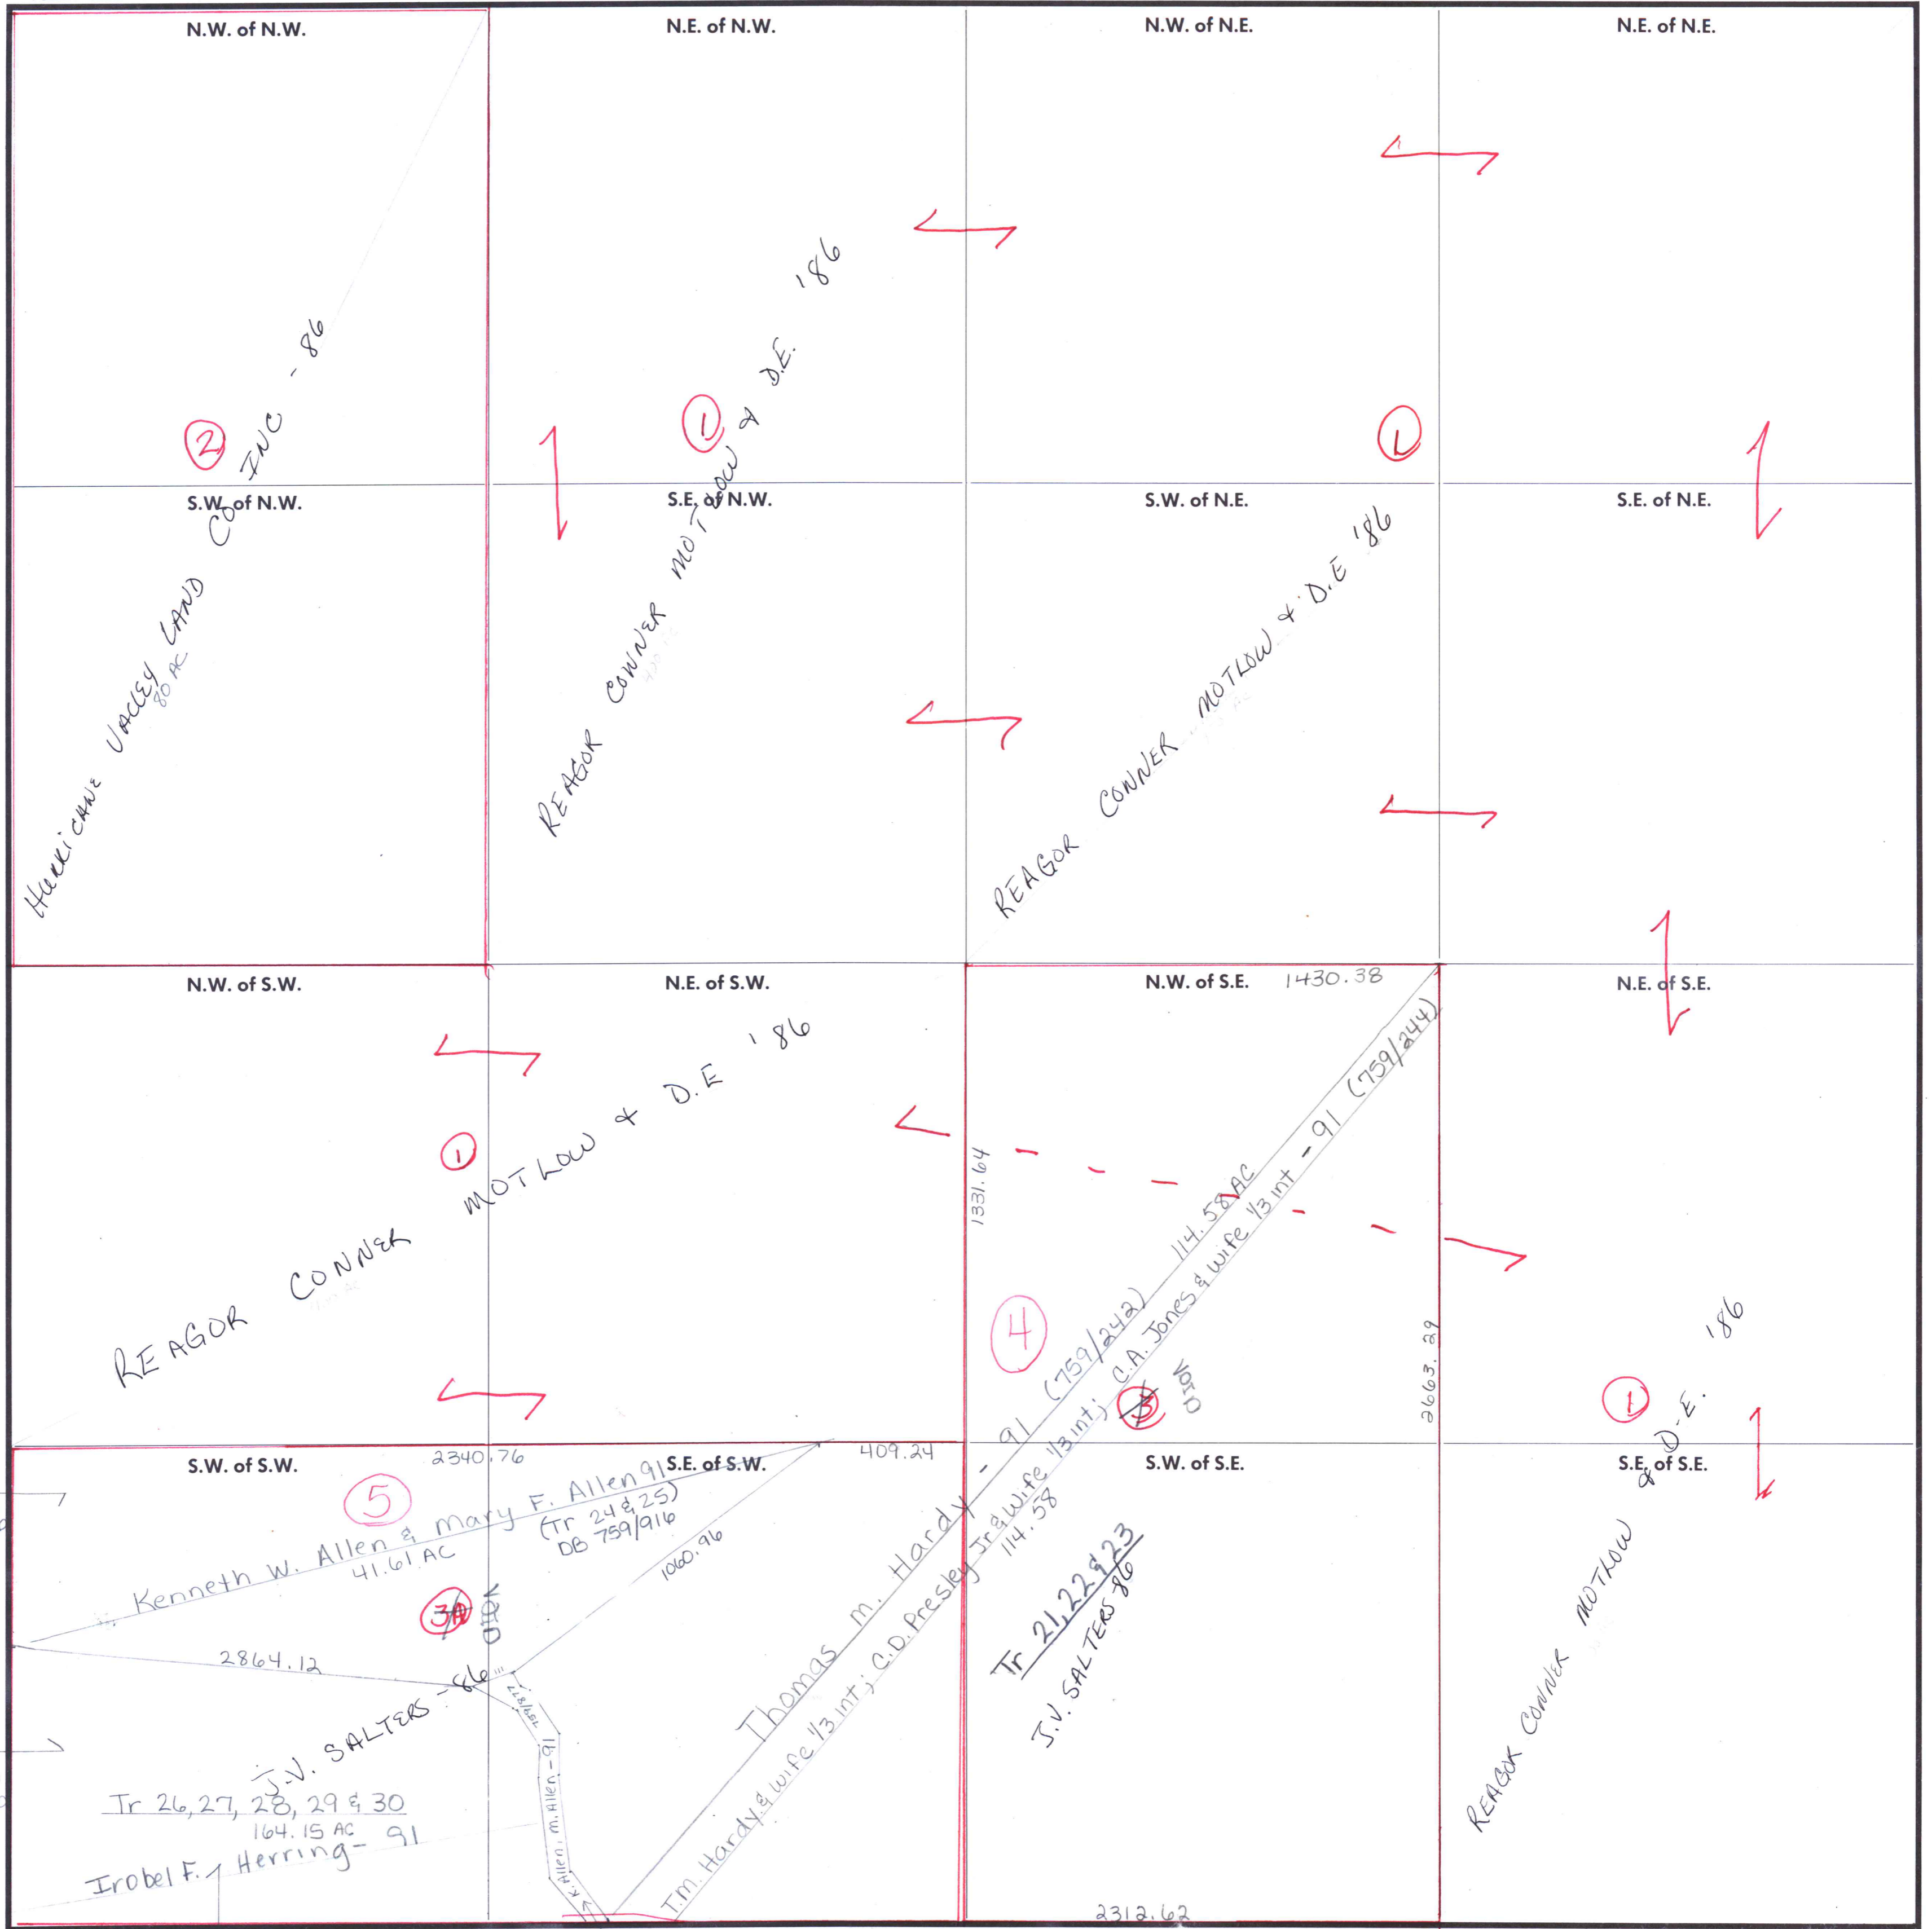 N.W. of N.W.
N.E. of N.W.
N.W. of N.E.
N.E. of N.E.
HURRICANE VALLEY LAND CO INC - 86
80 AC
2
REAGOR CONNER MOTLOW & D.E. '86
1
REAGOR CONNER MOTLOW & D.E '86
1
S.W. of N.W.
S.E. of N.W.
S.W. of N.E.
S.E. of N.E.
N.W. of S.W.
N.E. of S.W.
N.W. of S.E.
1430.38
N.E. of S.E.
REAGOR CONNER MOTLOW & D.E '86
1
1331.64
2663.29
4
Thomas M. Hardy - 91 (759/242) 114.58 AC
T.M. Hardy & wife 1/3 int; C.D. Presley Jr & Wife 1/3 int; C.A. Jones & wife 1/3 int - 91 (759/244)
114.58
3
VOID
REAGOR CONNER MOTLOW & D.E. '86
1
S.W. of S.W.
2340.76
S.E. of S.W.
409.24
S.W. of S.E.
S.E. of S.E.
5
Kenneth W. Allen & Mary F. Allen 91
41.61 AC
(Tr 24 & 25)
DB 759/916
1060.96
3A
VOID
2864.12
J.V. SALTERS - 86
759/877
K. Allen, M. Allen - 91
Tr 26, 27, 28, 29 & 30
164.15 AC
Irobel F. Herring - 91
Tr 21, 22 & 23
J.V. SALTERS 86
2312.62